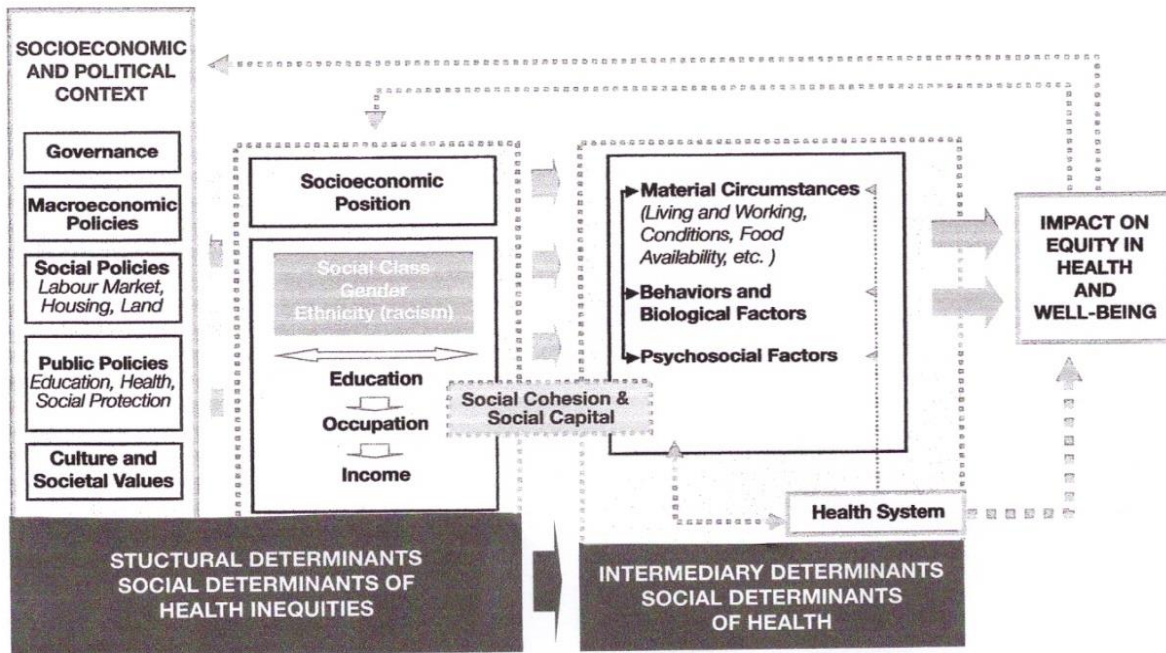 SOCIOECONOMIC
AND POLITICAL
CONTEXT
Governance
Macroeconomic
Policies
Social Policies
Labour Market,
Housing, Land
Public Policies
Education, Health,
Social Protection
Culture and
Societal Values
Socioeconomic
Position
Social Class
Gender
Ethnicity (racism)
Education
Occupation
Income
Social Cohesion &
Social Capital
Material Circumstances
(Living and Working,
Conditions, Food
Availability, etc. )
Behaviors and
Biological Factors
Psychosocial Factors
Health System
IMPACT ON
EQUITY IN
HEALTH
AND
WELL-BEING
STUCTURAL DETERMINANTS
SOCIAL DETERMINANTS OF
HEALTH INEQUITIES
INTERMEDIARY DETERMINANTS
SOCIAL DETERMINANTS
OF HEALTH